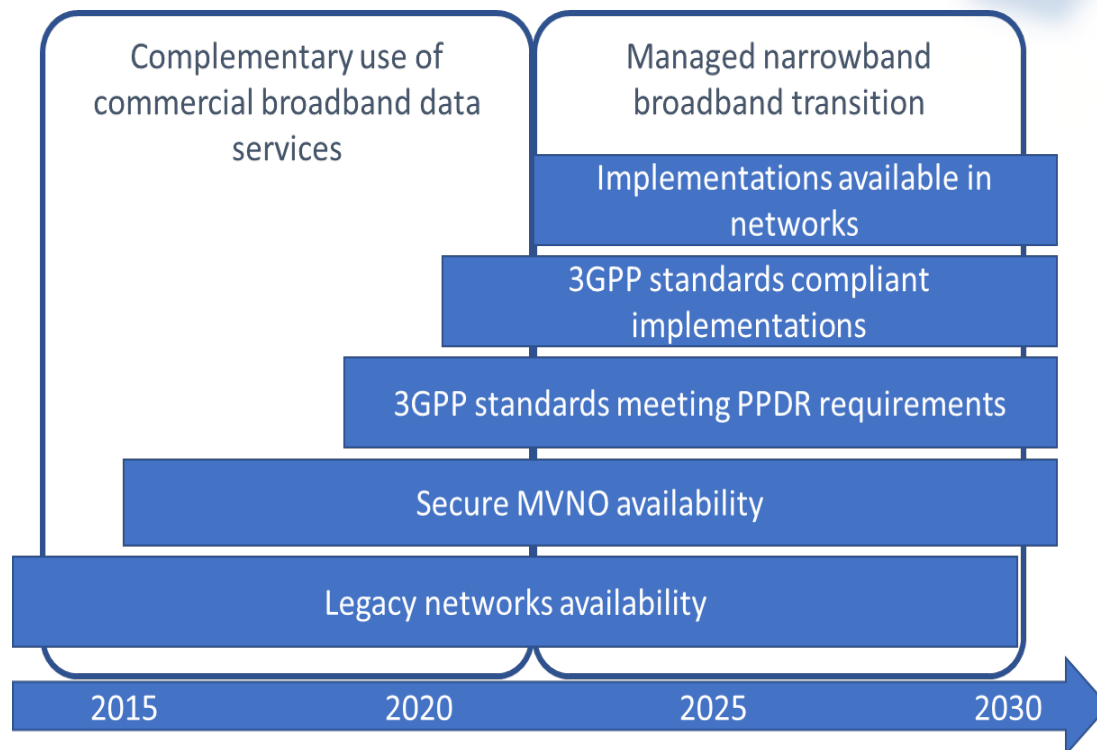 Complementary use of
commercial broadband data
services
Managed narrowband
broadband transition
Implementations available in
networks
3GPP standards compliant
implementations
3GPP standards meeting PPDR requirements
Secure MVNO availability
Legacy networks availability
2015 2020 2025 2030